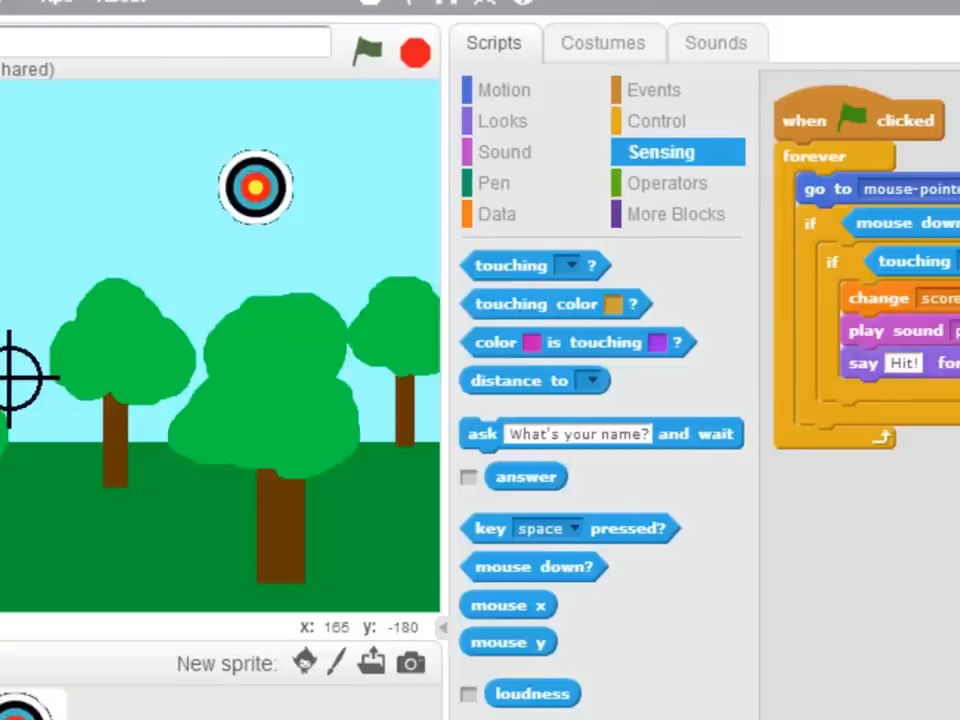 Scripts Costumes Sounds
hared)
Motion Events
Looks Control
Sound Sensing
Pen Operators
Data More Blocks
touching ?
touching color ?
color is touching ?
distance to
ask What's your name? and wait
answer
key space pressed?
mouse down?
mouse x
mouse y
loudness
when clicked
forever
go to mouse-pointe
if mouse down
if touching
change score
play sound p
say Hit! for
x: 165 y: -180
New sprite: